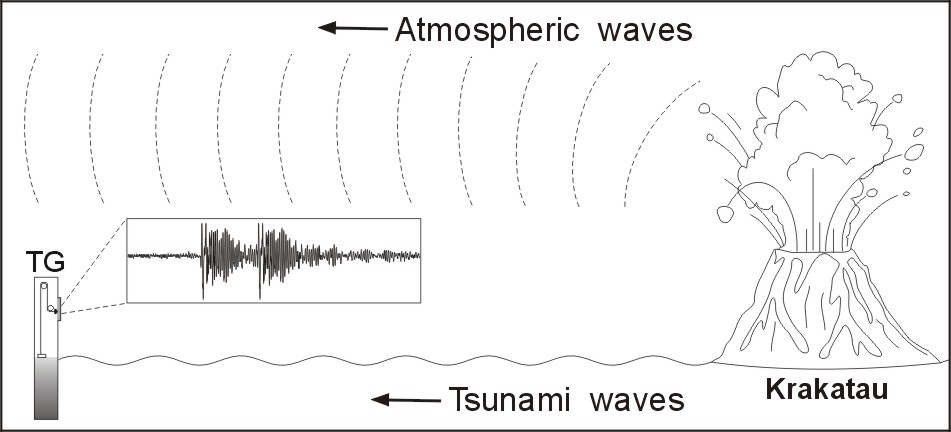 Atmospheric waves
TG
Tsunami waves
Krakatau